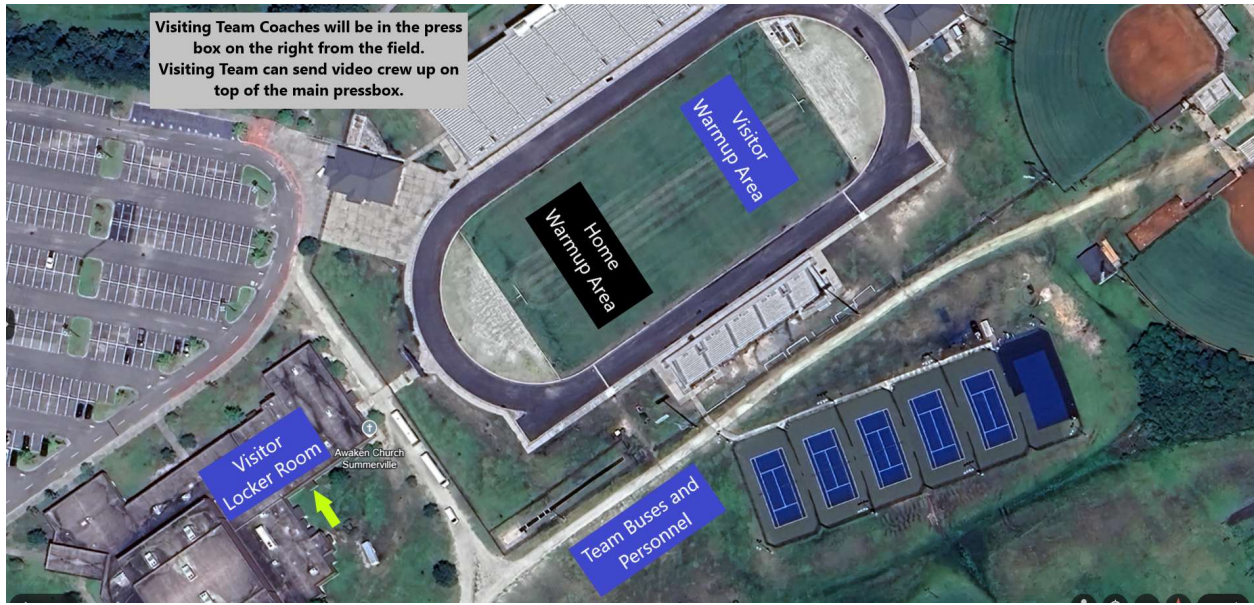 Visiting Team Coaches will be in the press
box on the right from the field.
Visiting Team can send video crew up on
top of the main pressbox.
Visitor
Warmup Area
Home
Warmup Area
Visitor
Locker Room
Awaken Church
Summerville
Team Buses and
Personnel